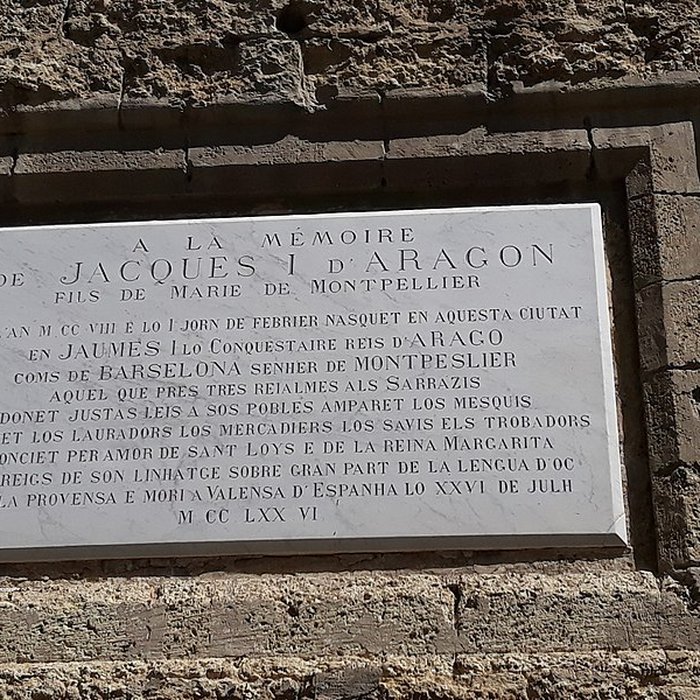 A LA MÉMOIRE
DE JACQUES I D'ARAGON
FILS DE MARIE DE MONTPELLIER
AN M CC VIII E LO I JORN DE FEBRIER NASQUET EN AQUESTA CIUTAT
EN JAUMES I LO CONQUESTAIRE REIS D'ARAGO
COMS DE BARSELONA SENHER DE MONTPESLIER
AQUEL QUE PRES TRES REIALMES ALS SARRAZIS
DONET JUSTAS LEIS A SOS POBLES AMPARET LOS MESQUIS
ET LOS LAURADORS LOS MERCADIERS LOS SAVIS ELS TROBADORS
PER AMOR DE SANT LOYS E DE LA REINA MARGARITA
REIGS DE SON LINHATGE SOBRE GRAN PART DE LA LENGUA D'OC
LA PROVENSA E MORI A VALENSA D'ESPANHA LO XXVI DE JULH
M CC LXX VI